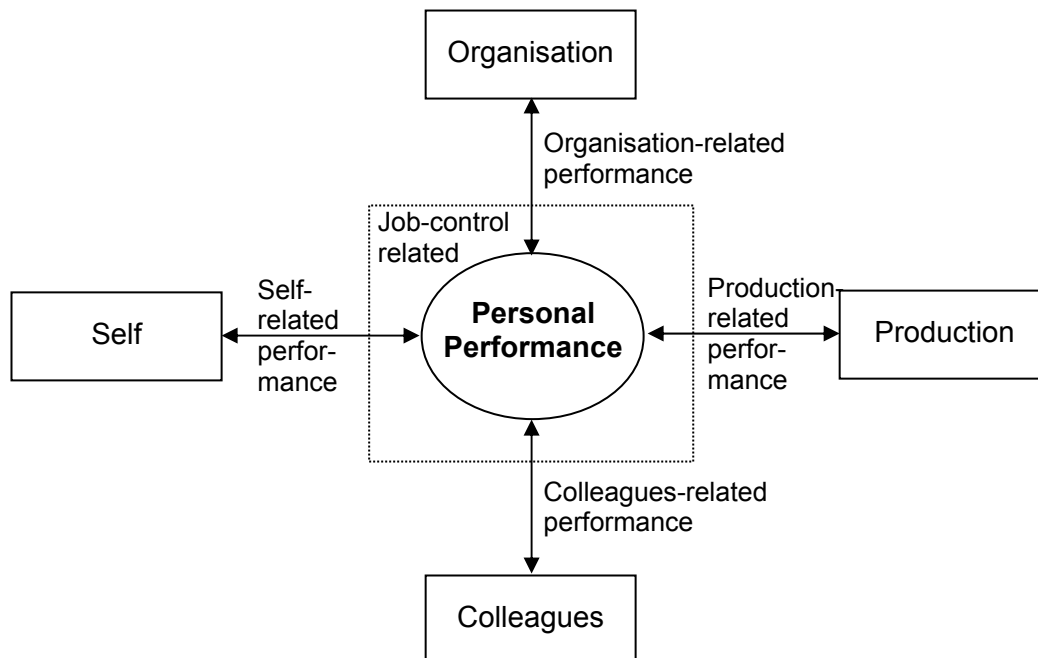 Organisation
Organisation-related
performance
Job-control
related
Self
Self-
related
perfor-
mance
Personal
Performance
Production-
related
perfor-
mance
Production
Colleagues-related
performance
Colleagues